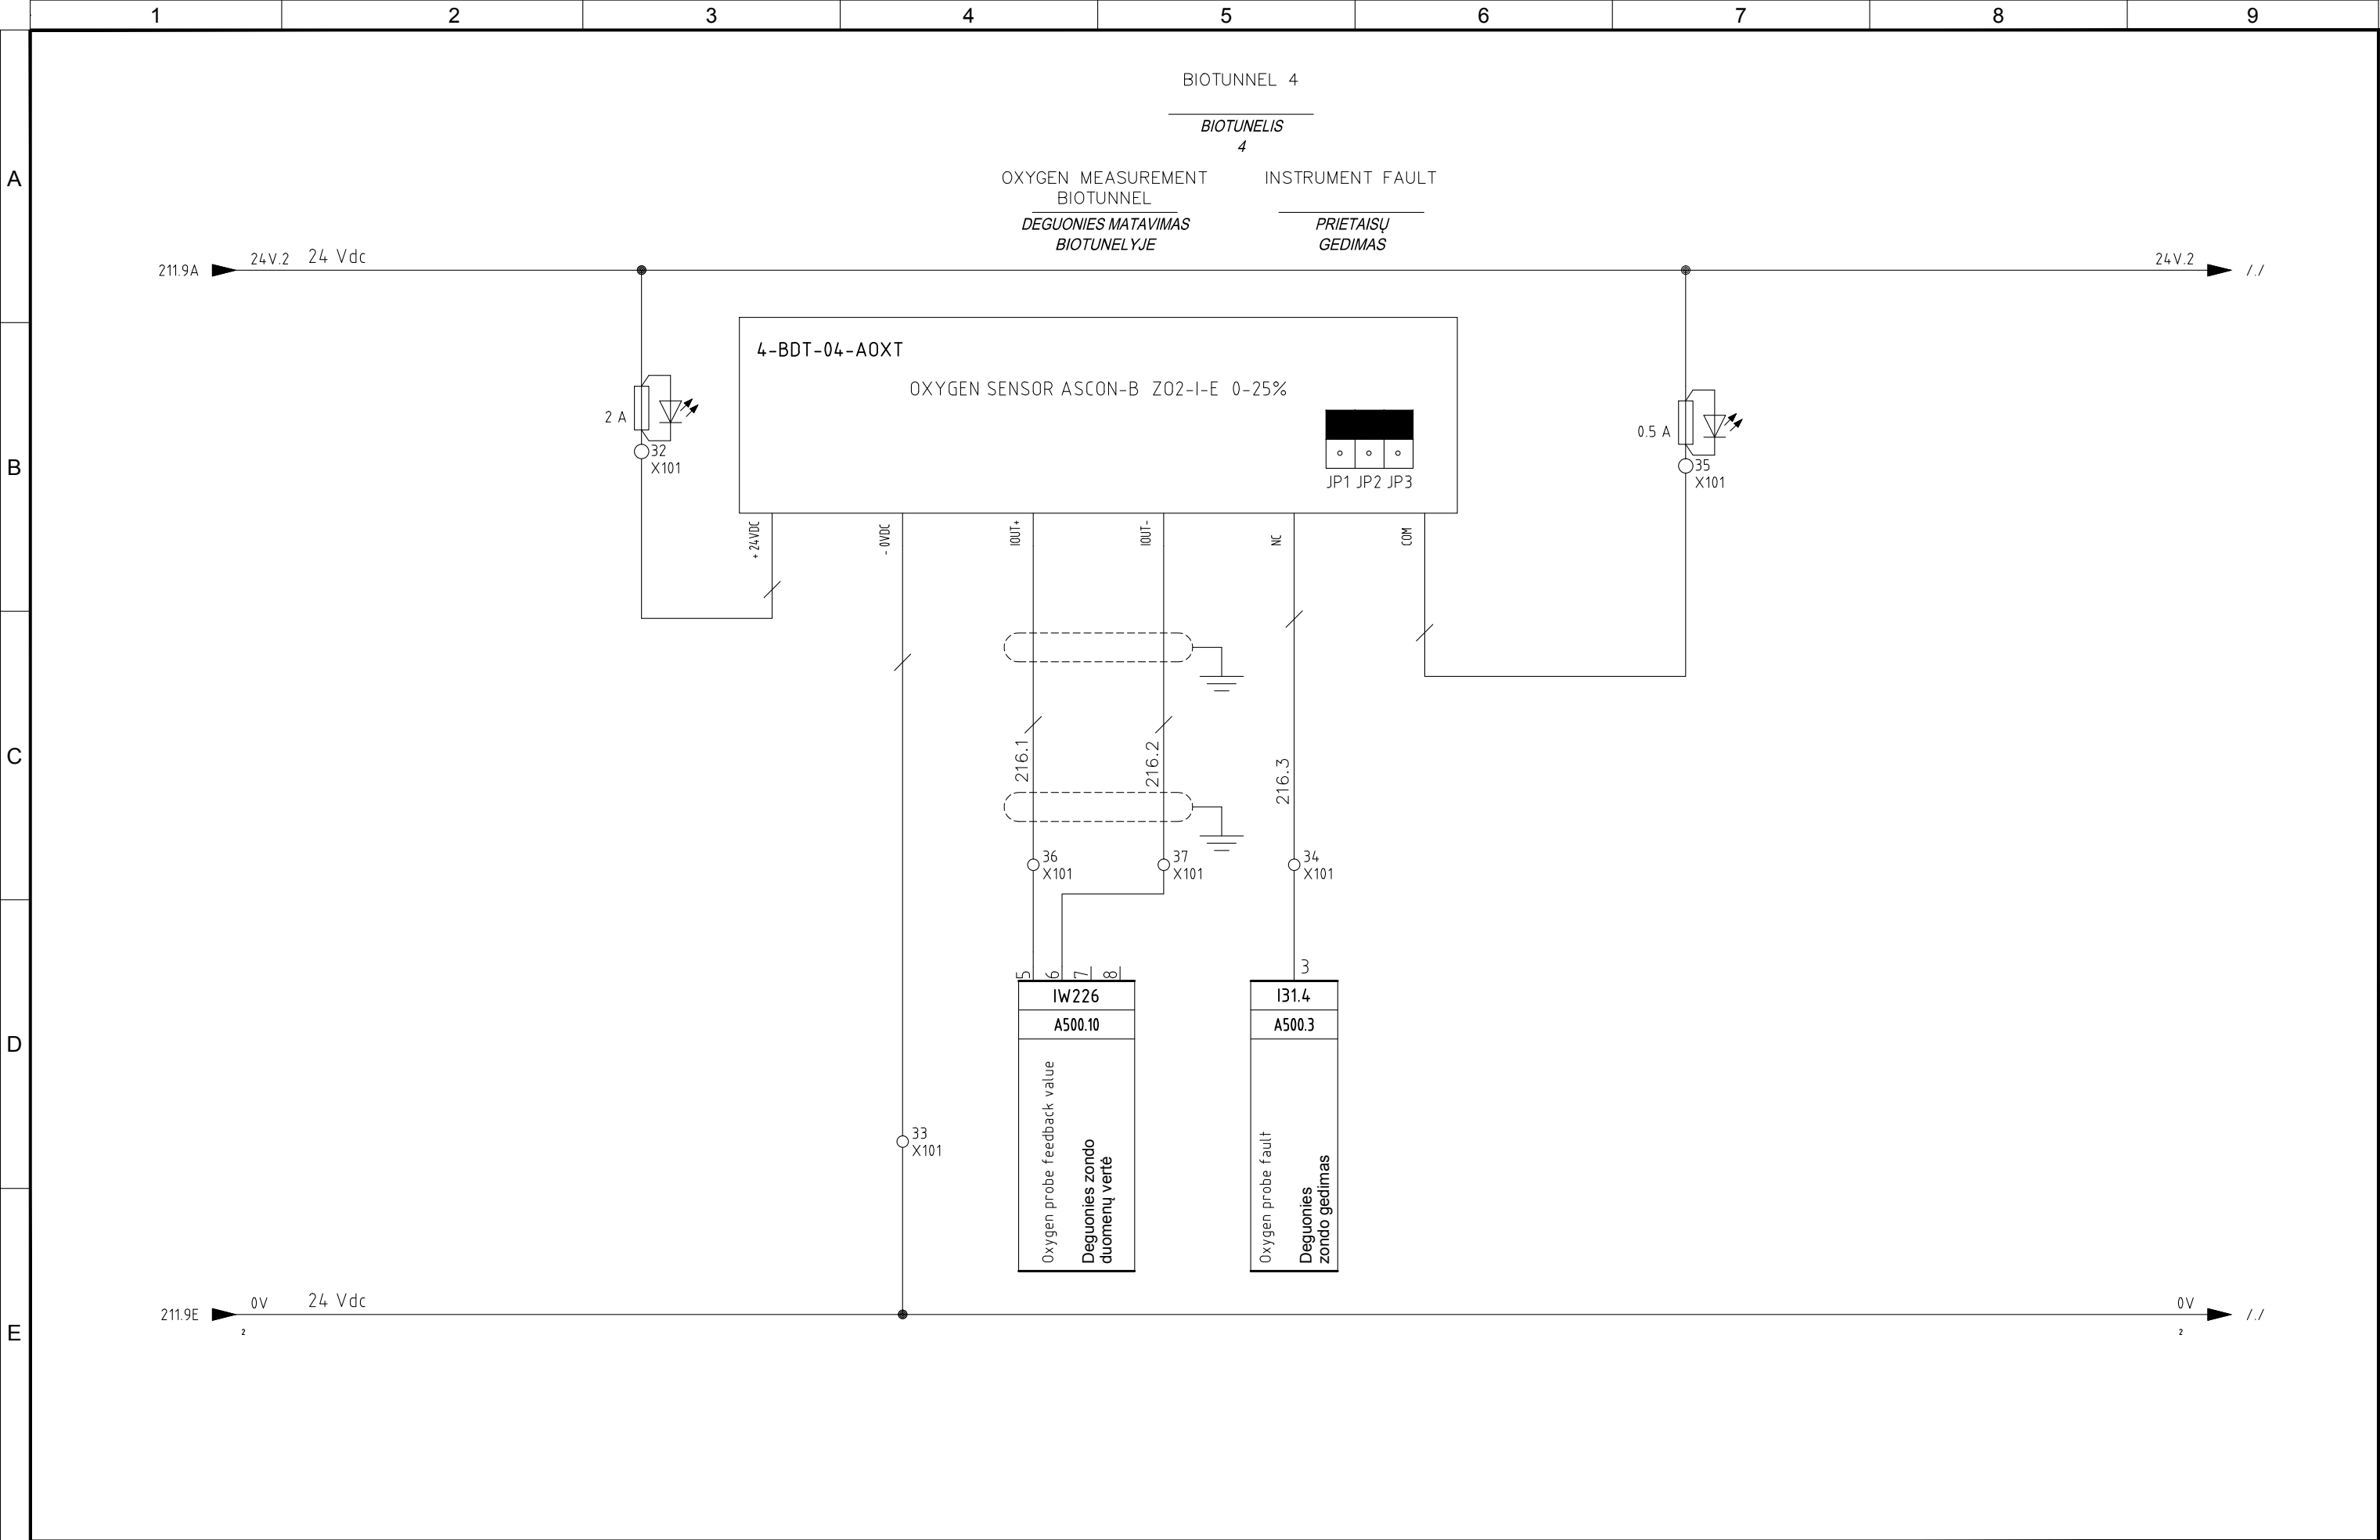 1 2 3 4 5 6 7 8 9
BIOTUNNEL 4
BIOTUNELIS
4
A
OXYGEN MEASUREMENT
BIOTUNNEL
DEGUONIES MATAVIMAS
BIOTUNELYJE
INSTRUMENT FAULT
PRIETAISŲ
GEDIMAS
211.9A
24V.2 24 Vdc
24V.2
/./
4-BDT-04-AOXT
OXYGEN SENSOR ASCON-B ZO2-I-E 0-25%
JP1 JP2 JP3
B
2 A
32
X101
0.5 A
35
X101
+ 24VDC
- 0VDC
IOUT+
IOUT-
NC
COM
C
216.1
216.2
216.3
36
X101
37
X101
34
X101
D
5
6
7
8
IW226
A500.10
Oxygen probe feedback value
Deguonies zondo
duomenų vertė
3
I31.4
A500.3
Oxygen probe fault
Deguonies
zondo gedimas
33
X101
E
211.9E
0V 24 Vdc
2
0V
2
/./